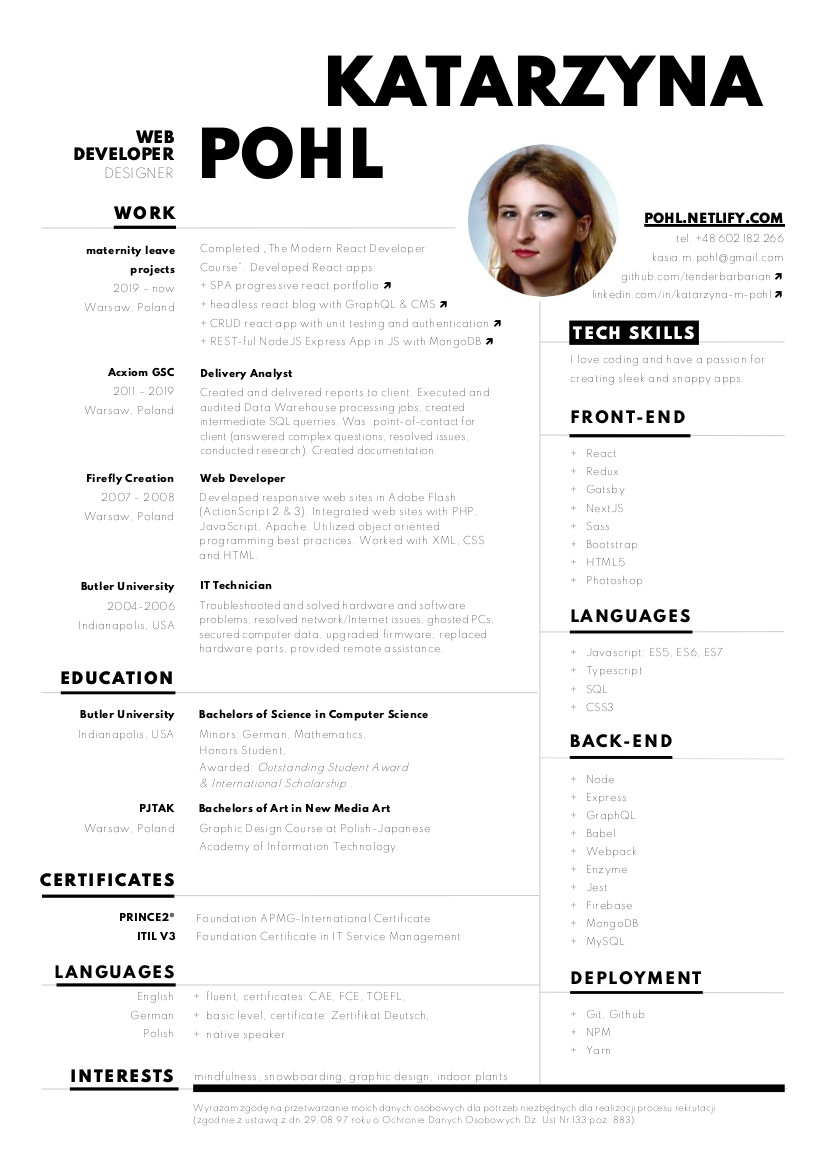 KATARZYNA
WEB
DEVELOPER
DESIGNER
POHL
POHL.NETLIFY.COM
tel. +48 602 182 266
kasia.m.pohl@gmail.com
github.com/tenderbarbarian
linkedin.com/in/katarzyna-m-pohl
WORK
maternity leave
projects
2019 - now
Warsaw, Poland
Completed „The Modern React Developer
Course". Developed React apps:
+ SPA progressive react portfolio
+ headless react blog with GraphQL & CMS
+ CRUD react app with unit testing and authentication
+ REST-ful NodeJS Express App in JS with MongoDB
Acxiom GSC
2011 - 2019
Warsaw, Poland
Delivery Analyst
Created and delivered reports to client. Executed and
audited Data Warehouse processing jobs, created
intermediate SQL querries. Was point-of-contact for
client (answered complex questions, resolved issues,
conducted research). Created documentation.
Firefly Creation
2007 - 2008
Warsaw, Poland
Web Developer
Developed responsive web sites in Adobe Flash
(ActionScript 2 & 3). Integrated web sites with PHP,
JavaScript, Apache. Utilized object oriented
programming best practices. Worked with XML, CSS
and HTML.
Butler University
2004-2006
Indianapolis, USA
IT Technician
Troubleshooted and solved hardware and software
problems, resolved network/Internet issues, ghosted PCs,
secured computer data, upgraded firmware, replaced
hardware parts, provided remote assistance.
EDUCATION
Butler University
Indianapolis, USA
Bachelors of Science in Computer Science
Minors: German, Mathematics,
Honors Student,
Awarded: Outstanding Student Award
& International Scholarship .
PJTAK
Warsaw, Poland
Bachelors of Art in New Media Art
Graphic Design Course at Polish-Japanese
Academy of Information Technology.
CERTIFICATES
PRINCE2® Foundation APMG-International Certificate
ITIL V3 Foundation Certificate in IT Service Management
LANGUAGES
English + fluent, certificates: CAE, FCE, TOEFL,
German + basic level, certificate: Zertifikat Deutsch,
Polish + native speaker
INTERESTS mindfulness, snowboarding, graphic design, indoor plants
TECH SKILLS
I love coding and have a passion for
creating sleek and snappy apps.
FRONT-END
+ React
+ Redux
+ Gatsby
+ NextJS
+ Sass
+ Bootstrap
+ HTML5
+ Photoshop
LANGUAGES
+ Javascript: ES5, ES6, ES7
+ Typescript
+ SQL
+ CSS3
BACK-END
+ Node
+ Express
+ GraphQL
+ Babel
+ Webpack
+ Enzyme
+ Jest
+ Firebase
+ MongoDB
+ MySQL
DEPLOYMENT
+ Git, Github
+ NPM
+ Yarn
Wyrażam zgodę na przetwarzanie moich danych osobowych dla potrzeb niezbędnych dla realizacji procesu rekrutacji
(zgodnie z ustawą z dn. 29.08.97 roku o Ochronie Danych Osobowych Dz. Ust Nr 133 poz. 883).